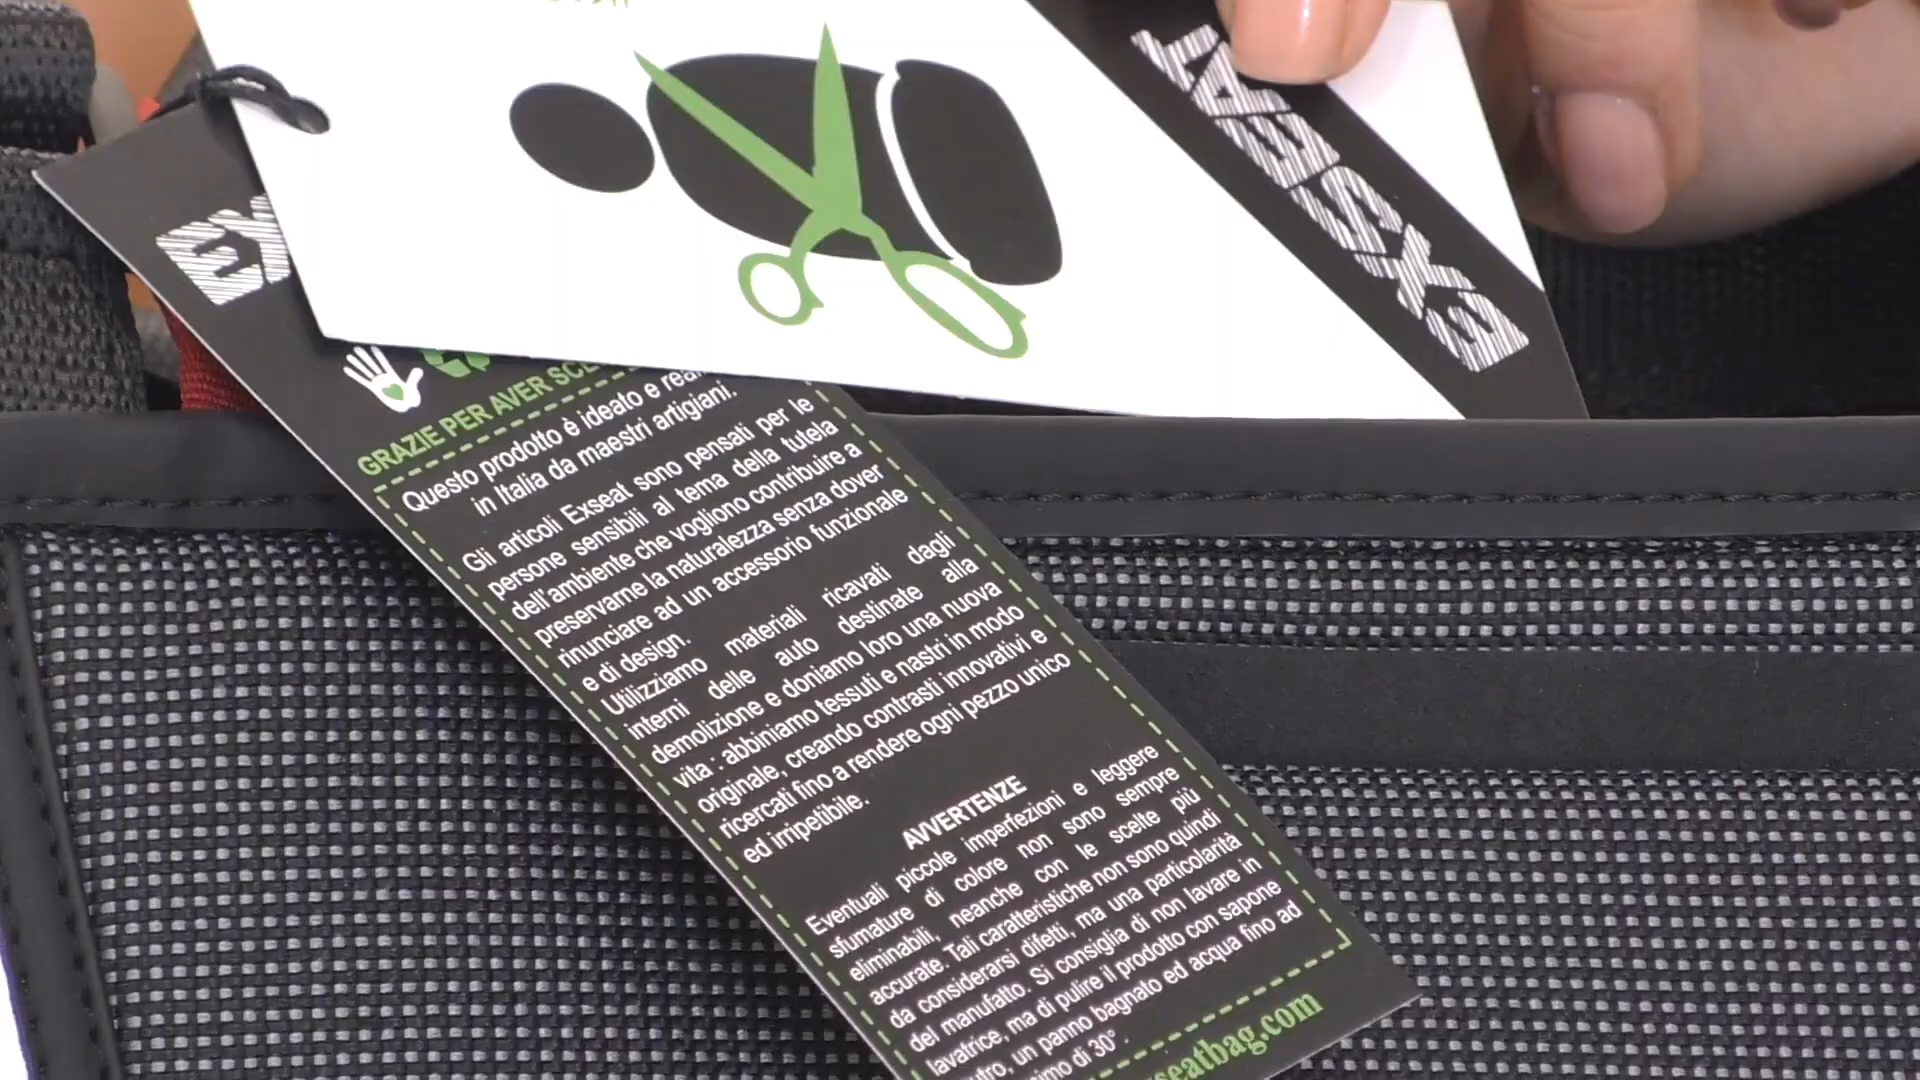 EXSEAT
EX
GRAZIE PER AVER
Questo prodotto è ideato e
in Italia da maestri artigiani.
Gli articoli Exseat sono pensati per le
persone sensibili al tema della tutela
dell'ambiente che vogliono contribuire a
preservarne la naturalezza senza dover
rinunciare ad un accessorio funzionale
e di design.
Utilizziamo materiali ricavati dagli
interni delle auto destinate alla
demolizione e doniamo loro una nuova
vita : abbiniamo tessuti e nastri in modo
originale, creando contrasti innovativi e
ricercati fino a rendere ogni pezzo unico
ed irripetibile.
AVVERTENZE
Eventuali piccole imperfezioni e leggere
sfumature di colore non sono sempre
eliminabili, neanche con le scelte più
accurate. Tali caratteristiche non sono quindi
da considerarsi difetti, ma una particolarità
del manufatto. Si consiglia di non lavare in
lavatrice, ma di pulire il prodotto con sapone
un panno bagnato ed acqua fino ad
di 30°.
seatbag.com